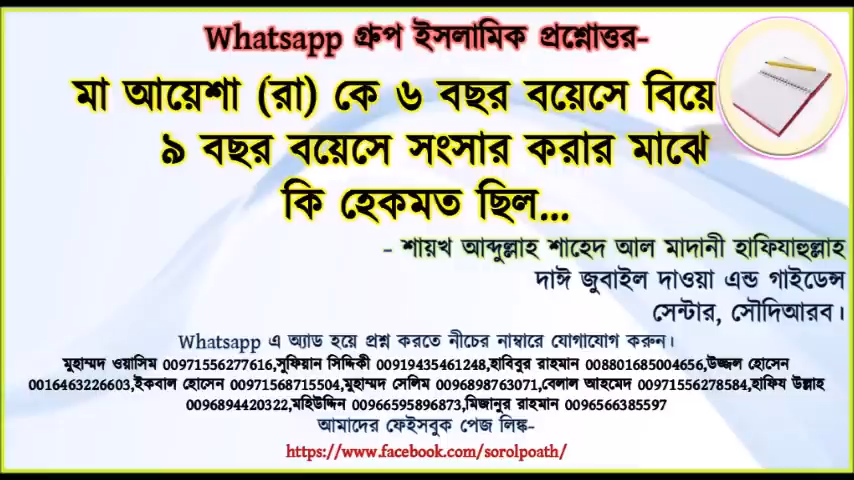 Whatsapp গ্রুপ ইসলামিক প্রশ্নোত্তর-
মা আয়েশা (রা) কে ৬ বছর বয়েসে বিয়ে
৯ বছর বয়েসে সংসার করার মাঝে
কি হেকমত ছিল...
- শায়খ আব্দুল্লাহ শাহেদ আল মাদানী হাফিযাহুল্লাহ
দাঈ জুবাইল দাওয়া এন্ড গাইডেন্স
সেন্টার, সৌদিআরব।
Whatsapp এ অ্যাড হয়ে প্রশ্ন করতে নীচের নাম্বারে যোগাযোগ করুন।
মুহাম্মদ ওয়াসিম 00971556277616,সুফিয়ান সিদ্দিকী 00919435461248,হাবিবুর রাহমান 008801685004656,উজ্জল হোসেন
0016463226603,ইকবাল হোসেন 00971568715504,মুহাম্মদ সেলিম 0096898763071,বেলাল আহমেদ 00971556278584,হাফিয উল্লাহ
0096894420322,মহিউদ্দিন 00966595896873,মিজানুর রাহমান 0096566385597
আমাদের ফেইসবুক পেজ লিঙ্ক-
https://www.facebook.com/sorolpoath/